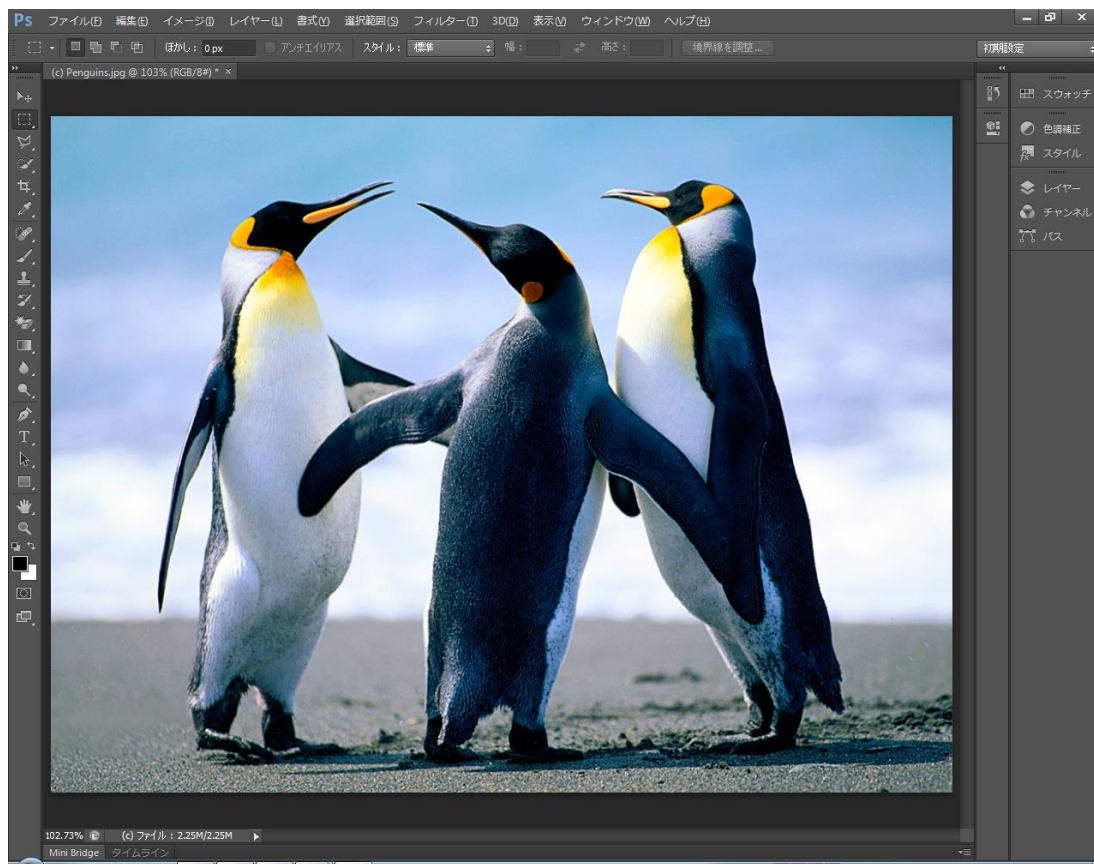 Ps ファイル(F) 編集(E) イメージ(I) レイヤー(L) 書式(Y) 選択範囲(S) フィルター(T) 3D(D) 表示(V) ウィンドウ(W) ヘルプ(H)
ぼかし : 0 px アンチエイリアス スタイル : 標準 幅 : 高さ : 境界線を調整... 初期設定
(c) Penguins.jpg @ 103% (RGB/8#) * ×
スウォッチ
色調補正
スタイル
レイヤー
チャンネル
パス
102.73% (c) ファイル : 2.25M/2.25M
Mini Bridge タイムライン